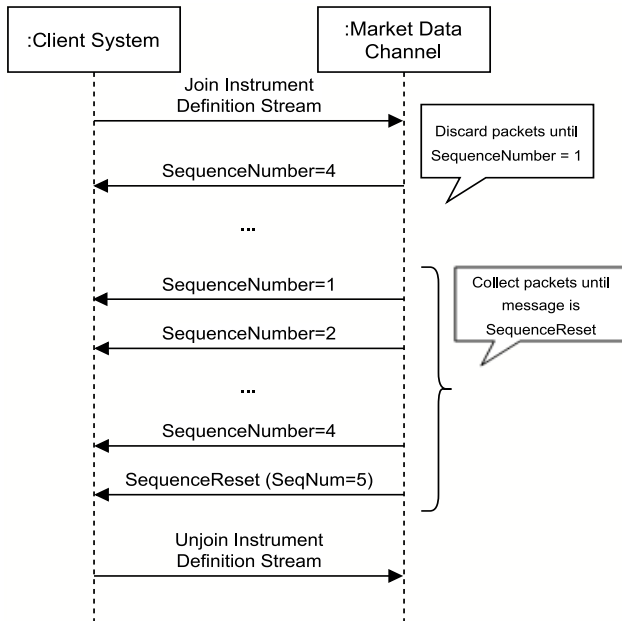 :Client System
:Market Data
Channel
Join Instrument
Definition Stream
Discard packets until
SequenceNumber = 1
SequenceNumber=4
...
SequenceNumber=1
Collect packets until
message is
SequenceReset
SequenceNumber=2
...
SequenceNumber=4
SequenceReset (SeqNum=5)
Unjoin Instrument
Definition Stream